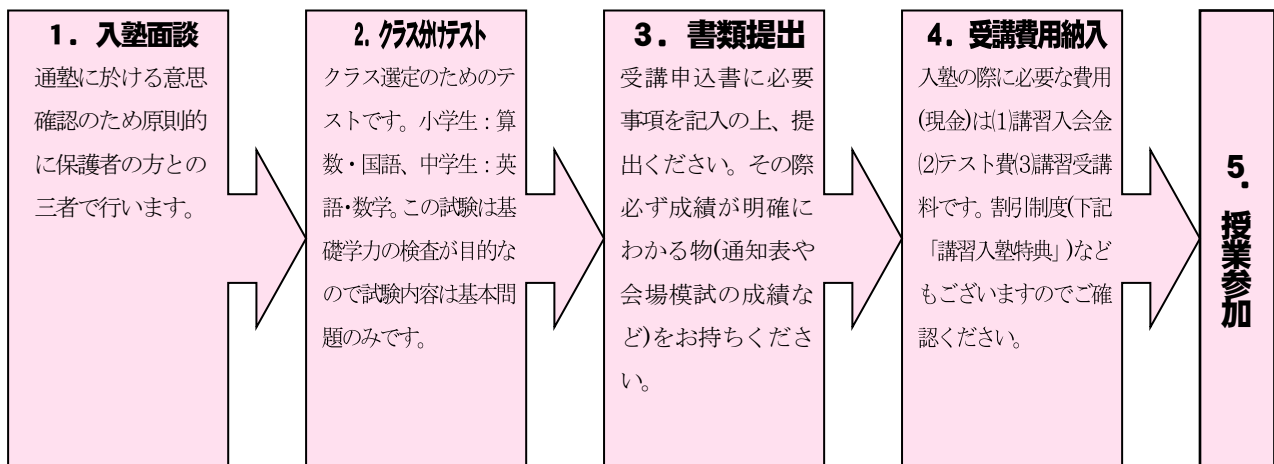 1．入塾面談
通塾に於ける意思
確認のため原則的
に保護者の方との
三者で行います。
2．クラス分けテスト
クラス選定のためのテ
ストです。小学生：算
数・国語、中学生：英
語・数学。この試験は基
礎学力の検査が目的な
ので試験内容は基本問
題のみです。
3．書類提出
受講申込書に必要
事項を記入の上、提
出ください。その際
必ず成績が明確に
わかる物(通知表や
会場模試の成績な
ど)をお持ちくださ
い。
4．受講費用納入
入塾の際に必要な費用
(現金)は⑴講習入会金
⑵テスト費⑶講習受講
料です。割引制度(下記
「講習入塾特典」)など
もございますのでご確
認ください。
5．授業参加